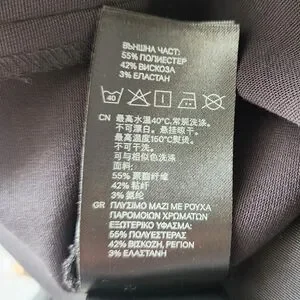 ВЪНШНА ЧАСТ:
55% ПОЛИЕСТЕР
42% ВИСКОЗА
3% ЕЛАСТАН
40
CN 最高水温40℃,常规洗涤。
不可漂白。悬挂晾干。
最高温度150℃熨烫。
不可干洗。
可与相似色洗涤
面料:
55% 聚酯纤维
42% 粘纤
3% 氨纶
GR ΠΛΥΣΙΜΟ ΜΑΖΙ ΜΕ ΡΟΥΧΑ
ΠΑΡΟΜΟΙΩΝ ΧΡΩΜΑΤΩΝ
ΕΞΩΤΕΡΙΚΟ ΥΦΑΣΜΑ:
55% ΠΟΛΥΕΣΤΕΡΑΣ
42% ΒΙΣΚΟΖΗ, ΡΕΓΙΟΝ
3% ΕΛΑΣΤΑΝΗ